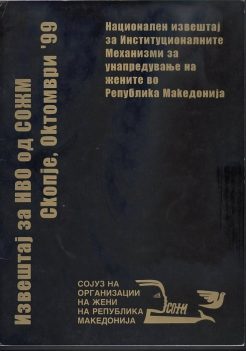 Национален извештај
за Институционалните
Механизми за
унапредување на
жените во
Република Македонија
Извештај за НВО од СОЖМ
Скопје, Октомври '99
СОЈУЗ НА
ОРГАНИЗАЦИИ
НА ЖЕНИ
НА РЕПУБЛИКА
МАКЕДОНИЈА
СОЖМ